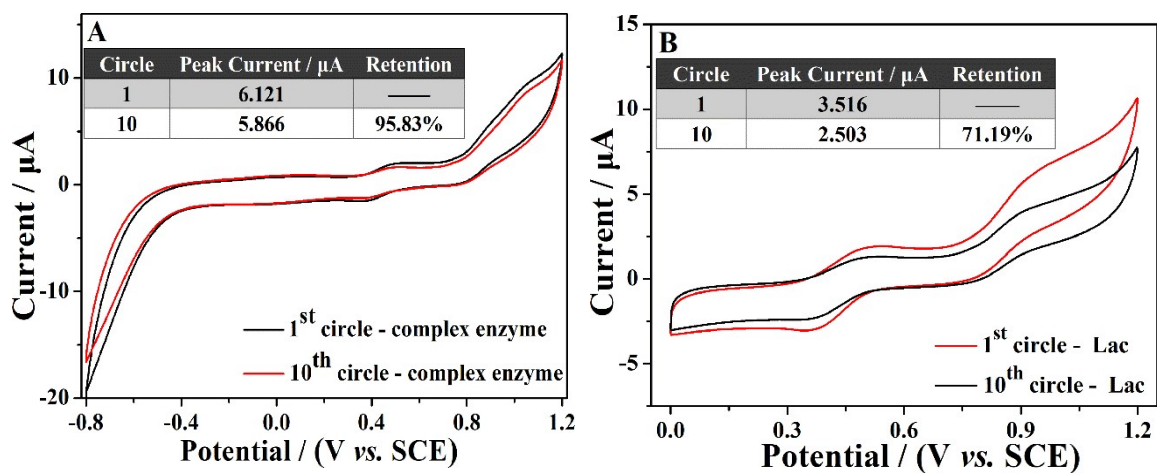 A
Circle Peak Current / µA Retention
1 6.121 ——
10 5.866 95.83%
10
0
-10
-20
Current / µA
1st circle - complex enzyme
10th circle - complex enzyme
-0.8 -0.4 0.0 0.4 0.8 1.2
Potential / (V vs. SCE)
B
Circle Peak Current / µA Retention
1 3.516 ——
10 2.503 71.19%
15
10
5
0
-5
Current / µA
1st circle - Lac
10th circle - Lac
0.0 0.3 0.6 0.9 1.2
Potential / (V vs. SCE)